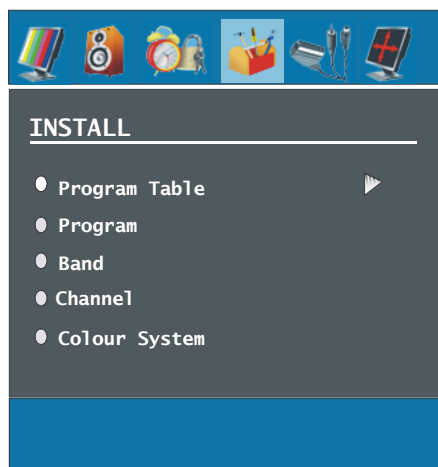 INSTALL
Program Table
Program
Band
Channel
Colour System